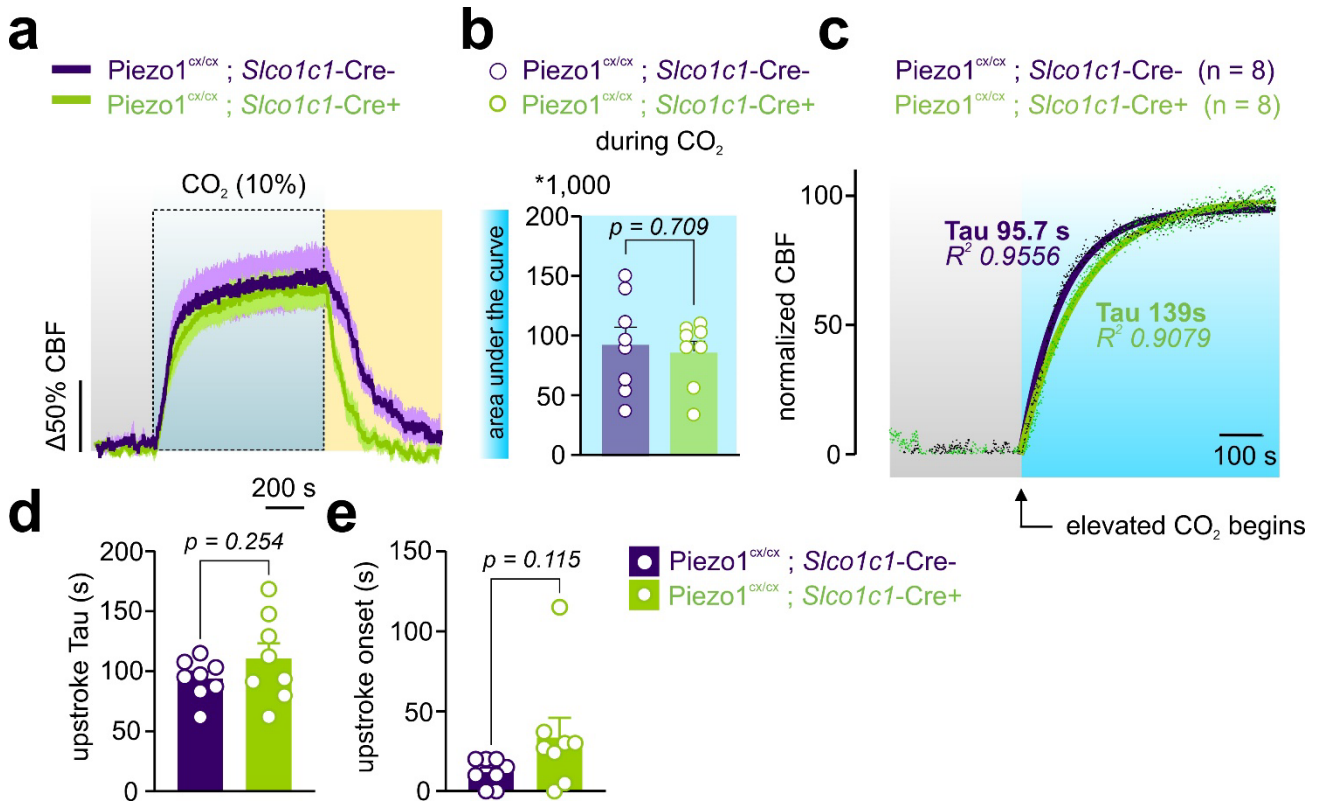 a
Piezo1cx/cx ; Slco1c1-Cre-
Piezo1cx/cx ; Slco1c1-Cre+
CO2 (10%)
Δ50% CBF
200 s
b
Piezo1cx/cx ; Slco1c1-Cre-
Piezo1cx/cx ; Slco1c1-Cre+
during CO2
*1,000
area under the curve
200
150
100
50
0
p = 0.709
c
Piezo1cx/cx ; Slco1c1-Cre- (n = 8)
Piezo1cx/cx ; Slco1c1-Cre+ (n = 8)
normalized CBF
100
50
0
Tau 95.7 s
R2 0.9556
Tau 139s
R2 0.9079
100 s
elevated CO2 begins
d
upstroke Tau (s)
200
150
100
50
0
p = 0.254
e
upstroke onset (s)
150
100
50
0
p = 0.115
Piezo1cx/cx ; Slco1c1-Cre-
Piezo1cx/cx ; Slco1c1-Cre+